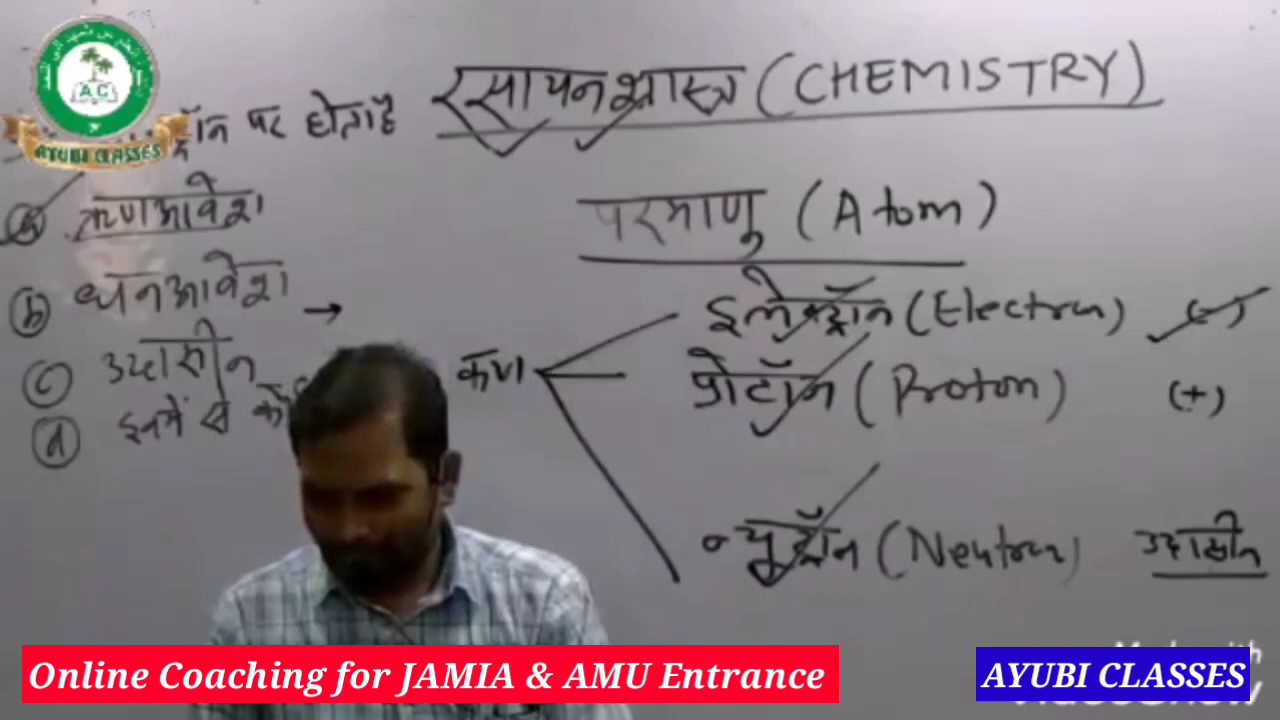 रसायनशास्त्र (CHEMISTRY)
पर होता है
ऋणआवेश
(b) धनआवेश →
(c) उदासीन
(d) इनमें से
परमाणु (Atom)
कण
इलेक्ट्रॉन (Electron) (-)
प्रोटॉन (Proton) (+)
न्यूट्रॉन (Neutron) उदासीन
A.C
AYUBI CLASSES
Online Coaching for JAMIA & AMU Entrance
AYUBI CLASSES